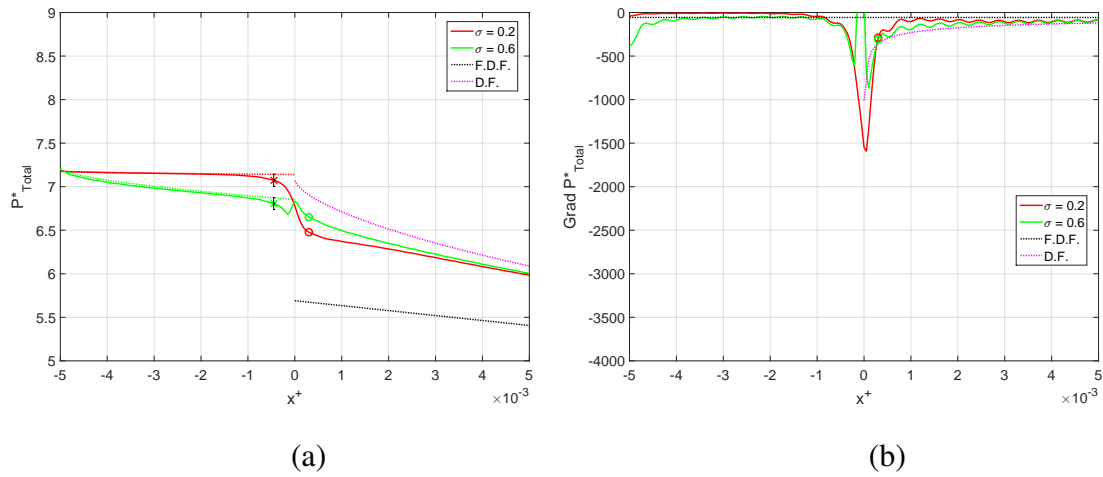 9
8.5
8
7.5
7
6.5
6
5.5
5
P*Total
-5 -4 -3 -2 -1 0 1 2 3 4 5
x+
×10-3
σ = 0.2
σ = 0.6
F.D.F.
D.F.
(a)
0
-500
-1000
-1500
-2000
-2500
-3000
-3500
-4000
Grad P*Total
-5 -4 -3 -2 -1 0 1 2 3 4 5
x+
×10-3
σ = 0.2
σ = 0.6
F.D.F.
D.F.
(b)